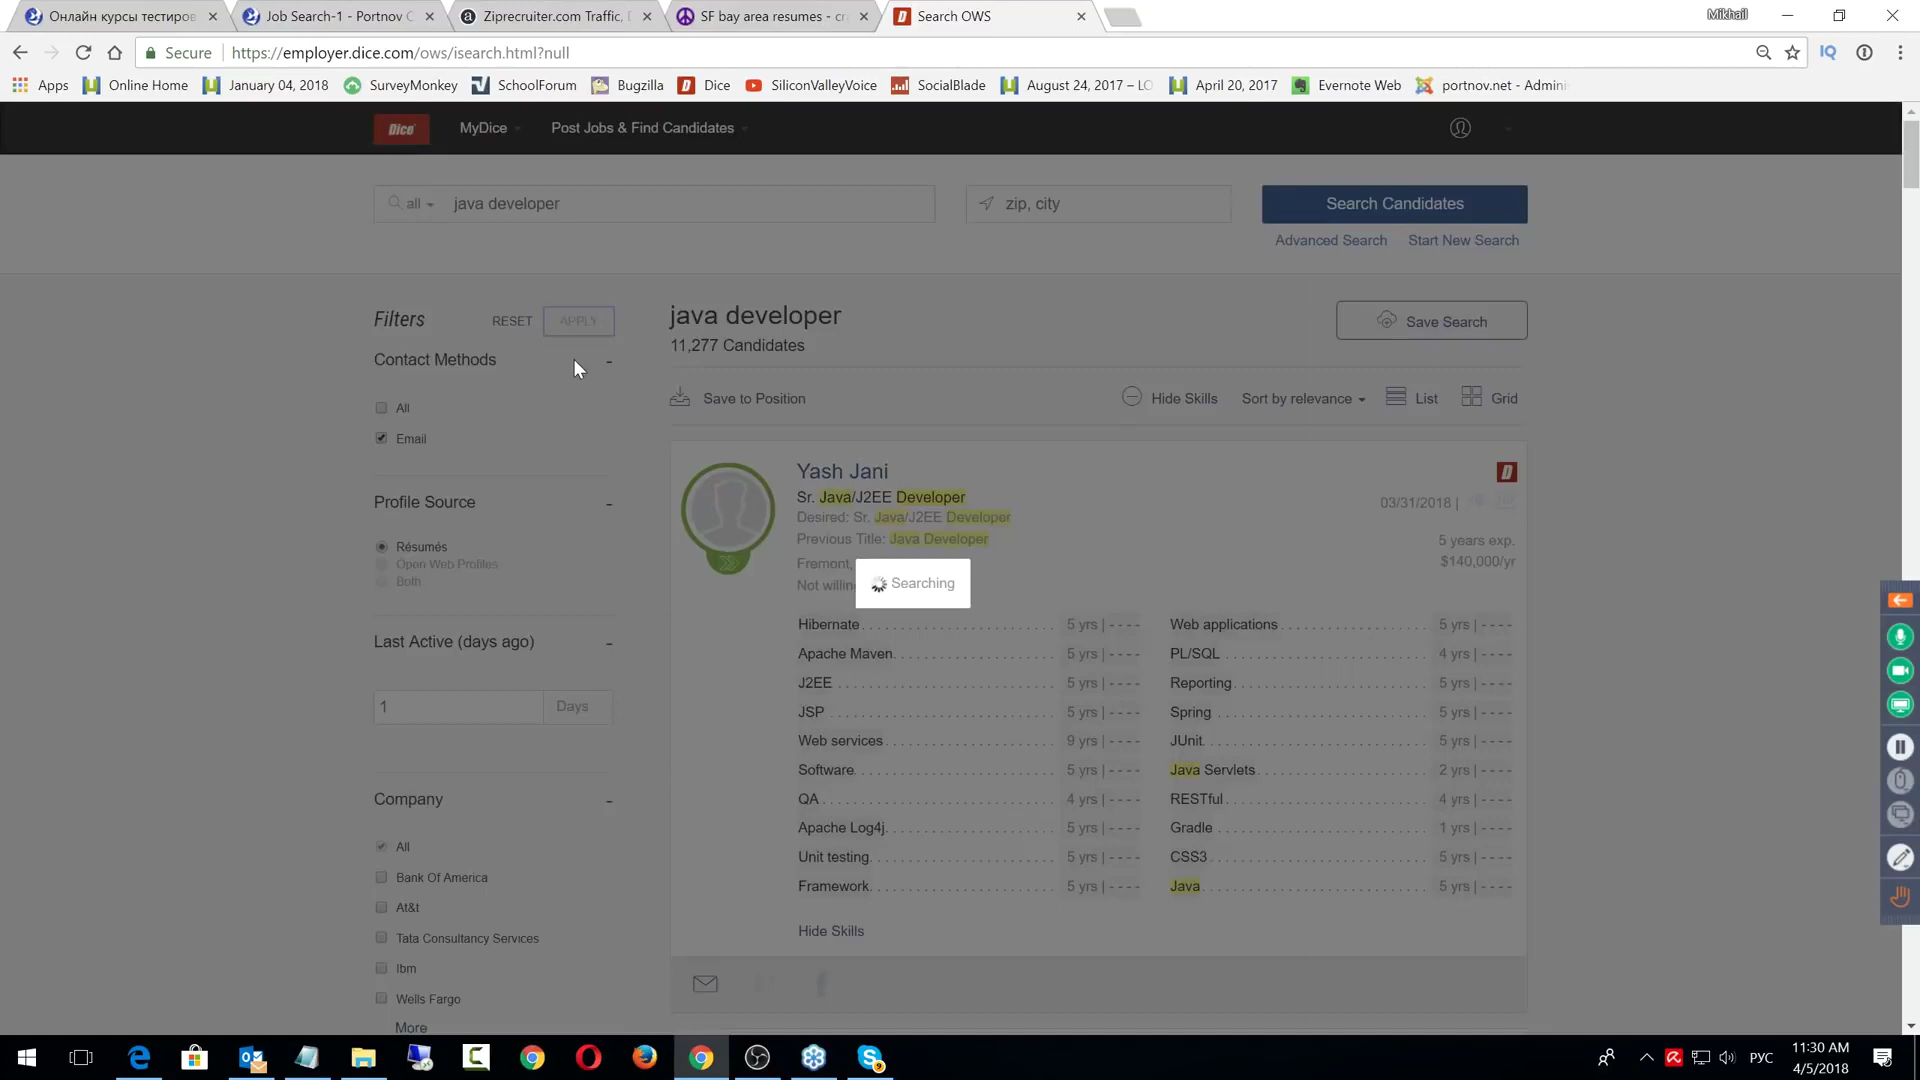 Онлайн курсы тестиров
Job Search-1 - Portnov C
Ziprecruiter.com Traffic,
SF bay area resumes - cr
Search OWS
Mikhail
Secure
https://employer.dice.com/ows/isearch.html?null
Apps
Online Home
January 04, 2018
SurveyMonkey
SchoolForum
Bugzilla
Dice
SiliconValleyVoice
SocialBlade
August 24, 2017 – LO
April 20, 2017
Evernote Web
portnov.net - Admini
Dice
MyDice
Post Jobs & Find Candidates
all
java developer
zip, city
Search Candidates
Advanced Search
Start New Search
Filters
RESET
APPLY
java developer
Save Search
11,277 Candidates
Contact Methods
-
Save to Position
Hide Skills
Sort by relevance
List
Grid
All
Email
Yash Jani
Sr. Java/J2EE Developer
03/31/2018 |
Desired: Sr. Java/J2EE Developer
Previous Title: Java Developer
5 years exp.
Fremont,
$140,000/yr
Not willin
Searching
Profile Source
-
Résumés
Open Web Profiles
Both
Last Active (days ago)
-
1
Days
Company
-
All
Bank Of America
At&t
Tata Consultancy Services
Ibm
Wells Fargo
More
Hibernate 5 yrs | - - - -
Web applications 5 yrs | - - - -
Apache Maven 5 yrs | - - - -
PL/SQL 4 yrs | - - - -
J2EE 5 yrs | - - - -
Reporting 5 yrs | - - - -
JSP 5 yrs | - - - -
Spring 5 yrs | - - - -
Web services 9 yrs | - - - -
JUnit 5 yrs | - - - -
Software 5 yrs | - - - -
Java Servlets 2 yrs | - - - -
QA 4 yrs | - - - -
RESTful 4 yrs | - - - -
Apache Log4j 5 yrs | - - - -
Gradle 1 yrs | - - - -
Unit testing 5 yrs | - - - -
CSS3 5 yrs | - - - -
Framework 5 yrs | - - - -
Java 5 yrs | - - - -
Hide Skills
РУС
11:30 AM
4/5/2018